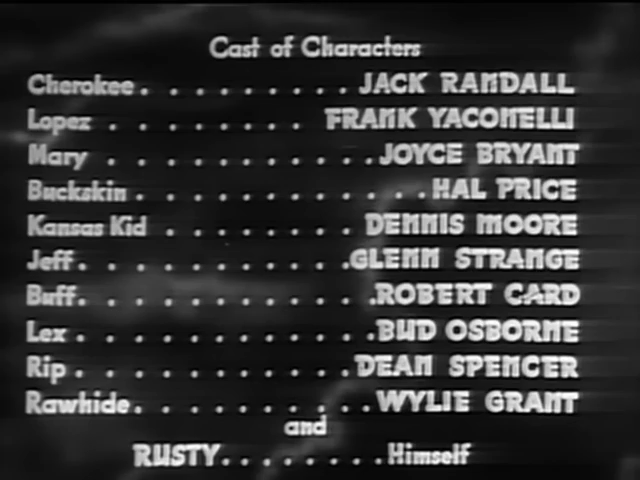 Cast of Characters
Cherokee. . . . . . . . . . JACK RANDALL
Lopez . . . . . . . . FRANK YACONELLI
Mary . . . . . . . . . . .JOYCE BRYANT
Buckskin . . . . . . . . . . . HAL PRICE
Kansas Kid . . . . . . . . DENNIS MOORE
Jeff. . . . . . . . . . .GLENN STRANGE
Buff. . . . . . . . . . . .ROBERT CARD
Lex . . . . . . . . . . . .BUD OSBORNE
Rip . . . . . . . . . . . DEAN SPENCER
Rawhide. . . . . . . . . . WYLIE GRANT
and
RUSTY. . . . . . . . Himself